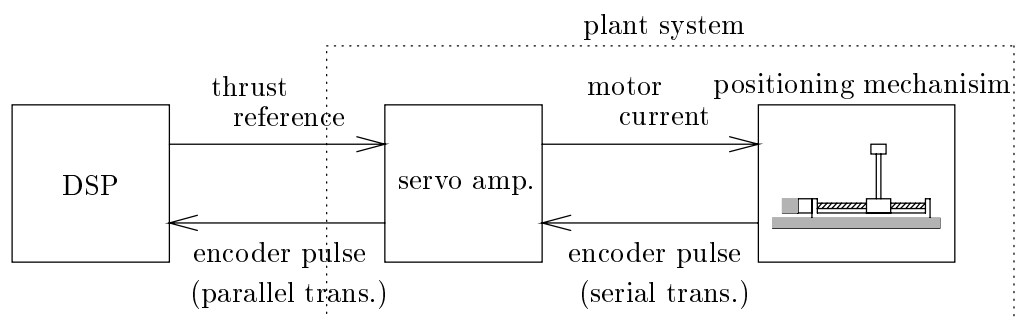 plant system
thrust
reference
motor
current
positioning mechanisim
DSP
servo amp.
encoder pulse
(parallel trans.)
encoder pulse
(serial trans.)